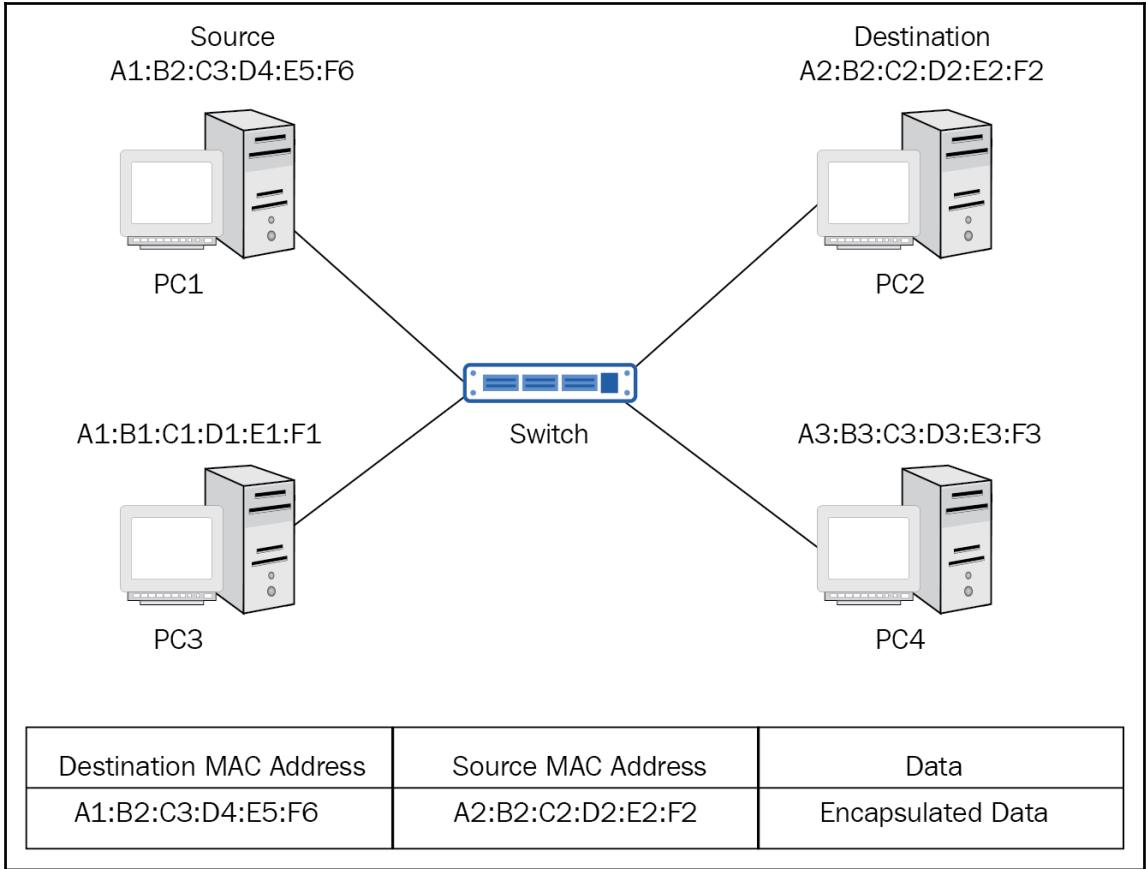 Source
A1:B2:C3:D4:E5:F6
Destination
A2:B2:C2:D2:E2:F2
PC1
PC2
A1:B1:C1:D1:E1:F1
Switch
A3:B3:C3:D3:E3:F3
PC3
PC4
Destination MAC Address Source MAC Address Data
A1:B2:C3:D4:E5:F6 A2:B2:C2:D2:E2:F2 Encapsulated Data